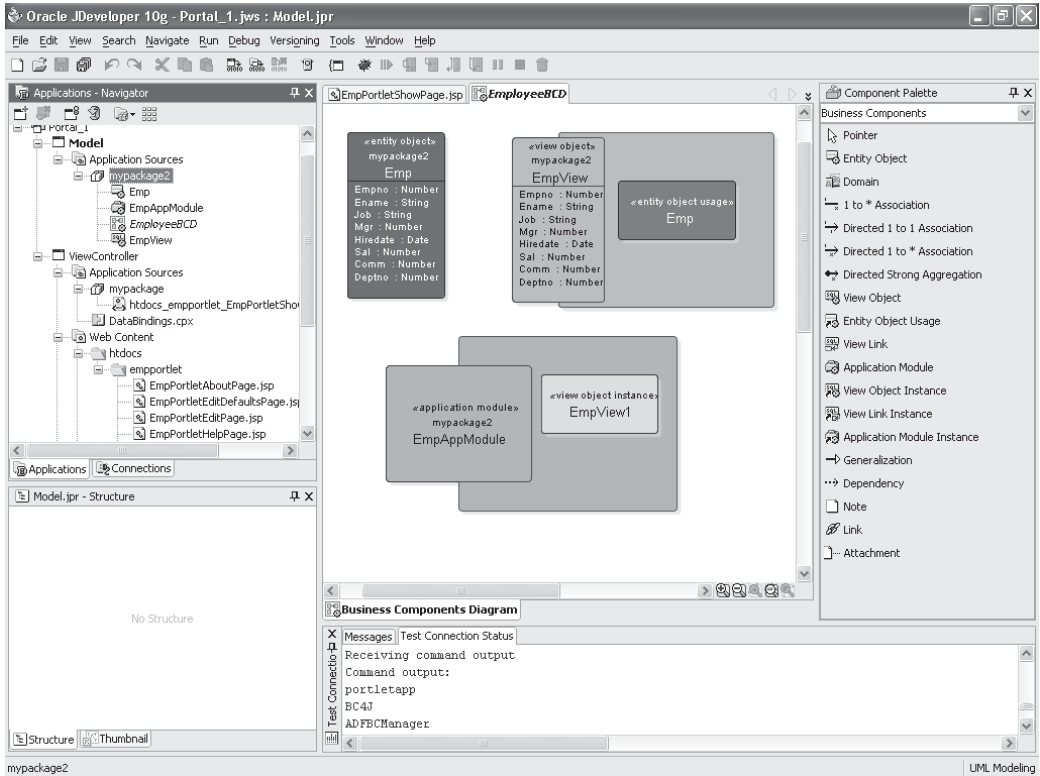 Oracle JDeveloper 10g - Portal_1.jws : Model.jpr
File Edit View Search Navigate Run Debug Versioning Tools Window Help
Applications - Navigator
Portal_1
Model
Application Sources
mypackage2
Emp
EmpAppModule
EmployeeBCD
EmpView
ViewController
Application Sources
mypackage
htdocs_empportlet_EmpPortletSho
DataBindings.cpx
Web Content
htdocs
empportlet
EmpPortletAboutPage.jsp
EmpPortletEditDefaultsPage.js
EmpPortletEditPage.jsp
EmpPortletHelpPage.jsp
Applications Connections
Model.jpr - Structure
No Structure
Structure Thumbnail
EmpPortletShowPage.jsp EmployeeBCD
«entity object»
mypackage2
Emp
Empno : Number
Ename : String
Job : String
Mgr : Number
Hiredate : Date
Sal : Number
Comm : Number
Deptno : Number
«view object»
mypackage2
EmpView
Empno : Number
Ename : String
Job : String
Mgr : Number
Hiredate : Date
Sal : Number
Comm : Number
Deptno : Number
«entity object usage»
Emp
«application module»
mypackage2
EmpAppModule
«view object instance»
EmpView1
Business Components Diagram
Component Palette
Business Components
Pointer
Entity Object
Domain
1 to * Association
Directed 1 to 1 Association
Directed 1 to * Association
Directed Strong Aggregation
View Object
Entity Object Usage
View Link
Application Module
View Object Instance
View Link Instance
Application Module Instance
Generalization
Dependency
Note
Link
Attachment
Test Connectio
Messages Test Connection Status
Receiving command output
Command output:
portletapp
BC4J
ADFBCManager
mypackage2
UML Modeling